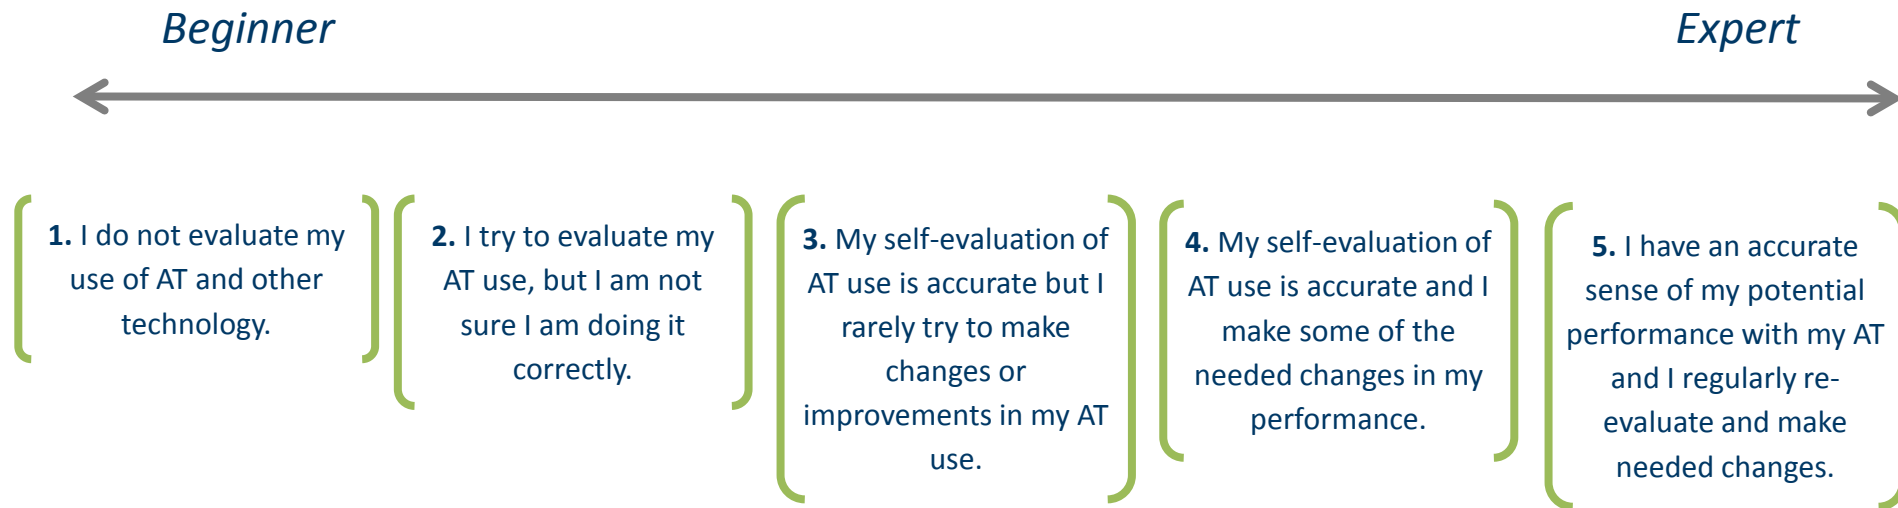 Beginner
Expert
1. I do not evaluate my
use of AT and other
technology.
2. I try to evaluate my
AT use, but I am not
sure I am doing it
correctly.
3. My self-evaluation of
AT use is accurate but I
rarely try to make
changes or
improvements in my AT
use.
4. My self-evaluation of
AT use is accurate and I
make some of the
needed changes in my
performance.
5. I have an accurate
sense of my potential
performance with my AT
and I regularly re-
evaluate and make
needed changes.